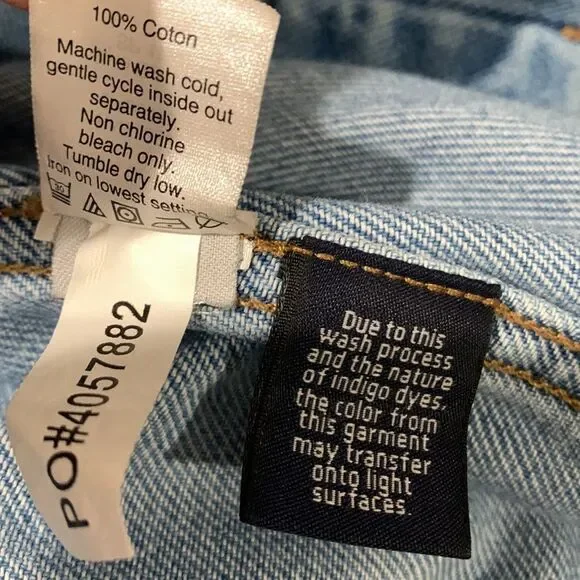 100% Coton
Machine wash cold,
gentle cycle inside out
separately.
Non chlorine
bleach only.
Tumble dry low.
Iron on lowest setting
30
PO#4057882
Due to this
wash process
and the nature
of indigo dyes,
the color from
this garment
may transfer
onto light
surfaces.